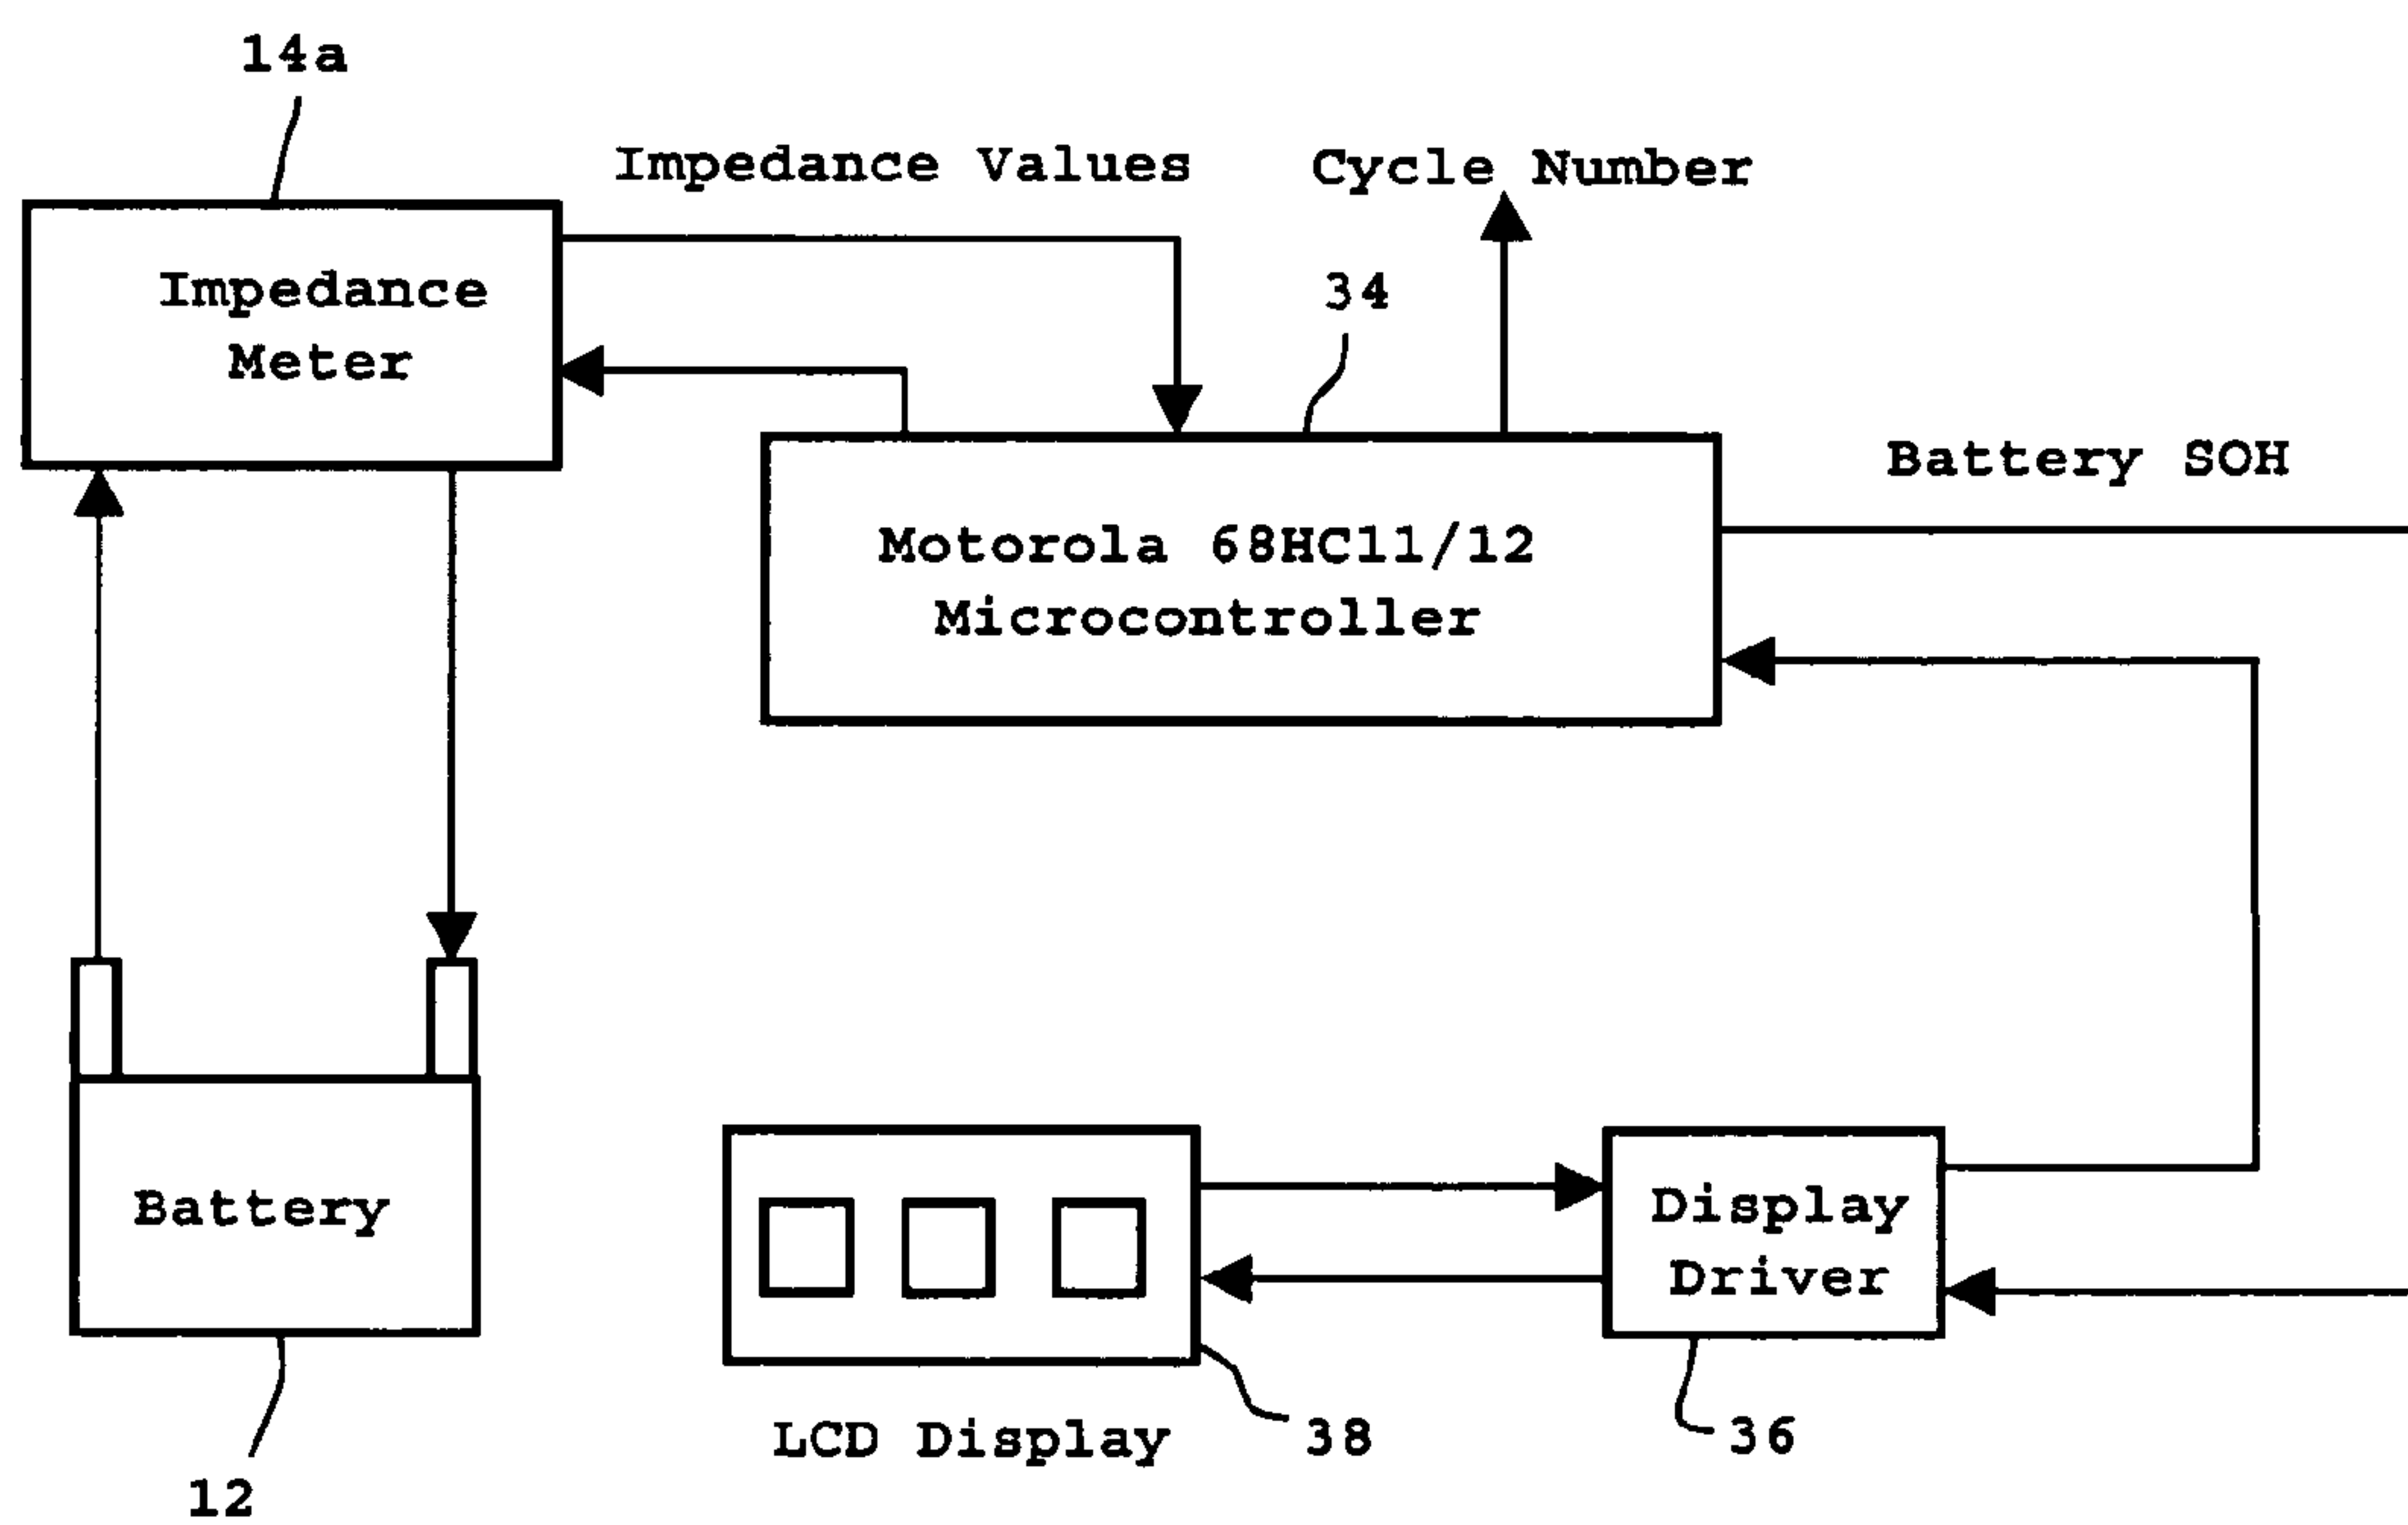 14a
Impedance Values
Cycle Number
Impedance
Meter
34
Battery SOH
Motorola 68HC11/12
Microcontroller
Battery
Display
Driver
LCD Display
38
36
12